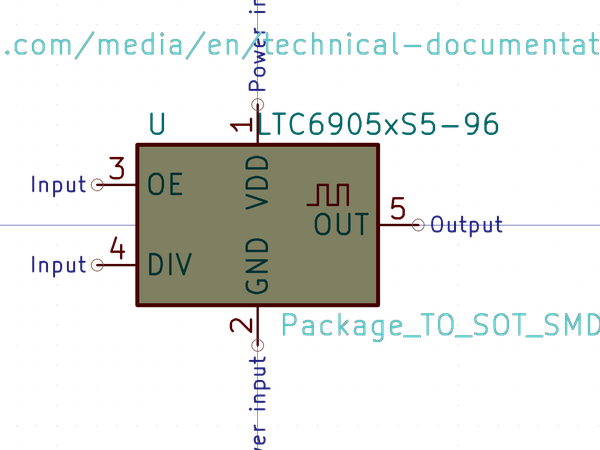 .com/media/en/technical-documentat
Power in
U
1
LTC6905xS5-96
Input
3
OE
VDD
OUT
5
Output
Input
4
DIV
GND
2
Package_TO_SOT_SMD
wer input